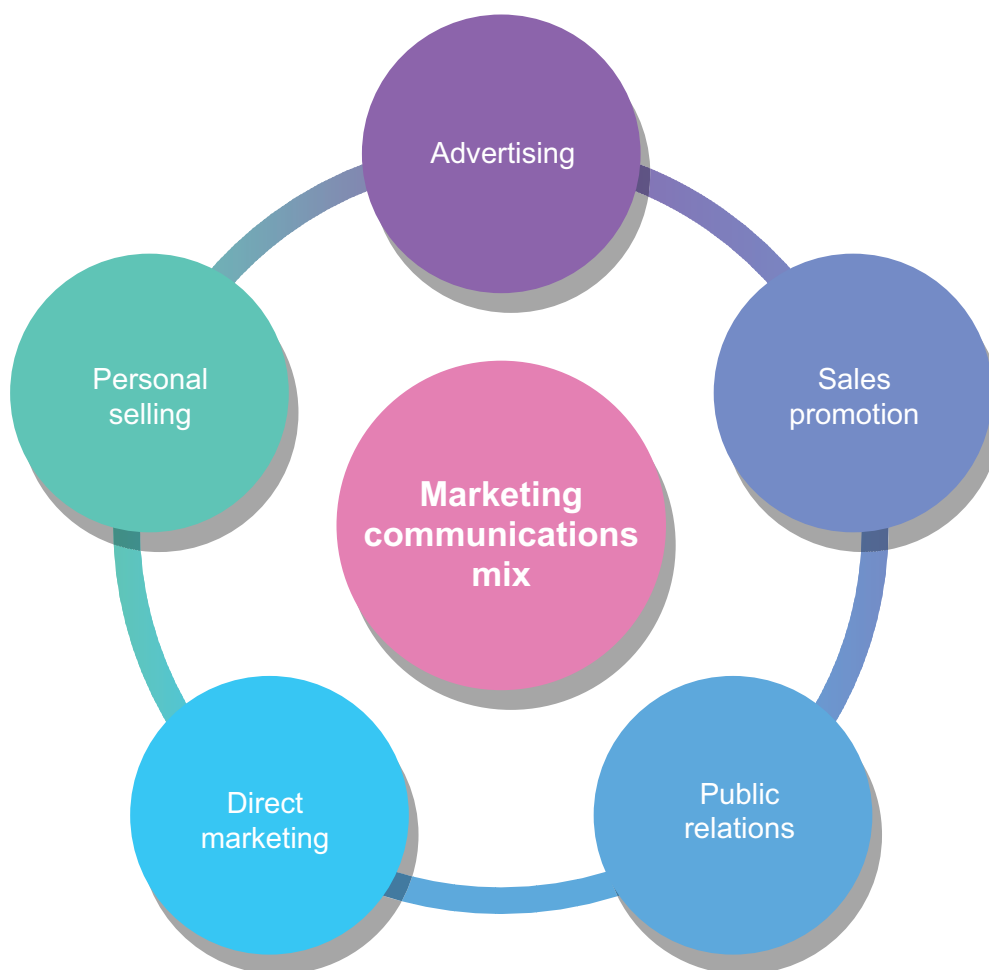 Advertising
Sales
promotion
Public
relations
Direct
marketing
Personal
selling
Marketing
communications
mix